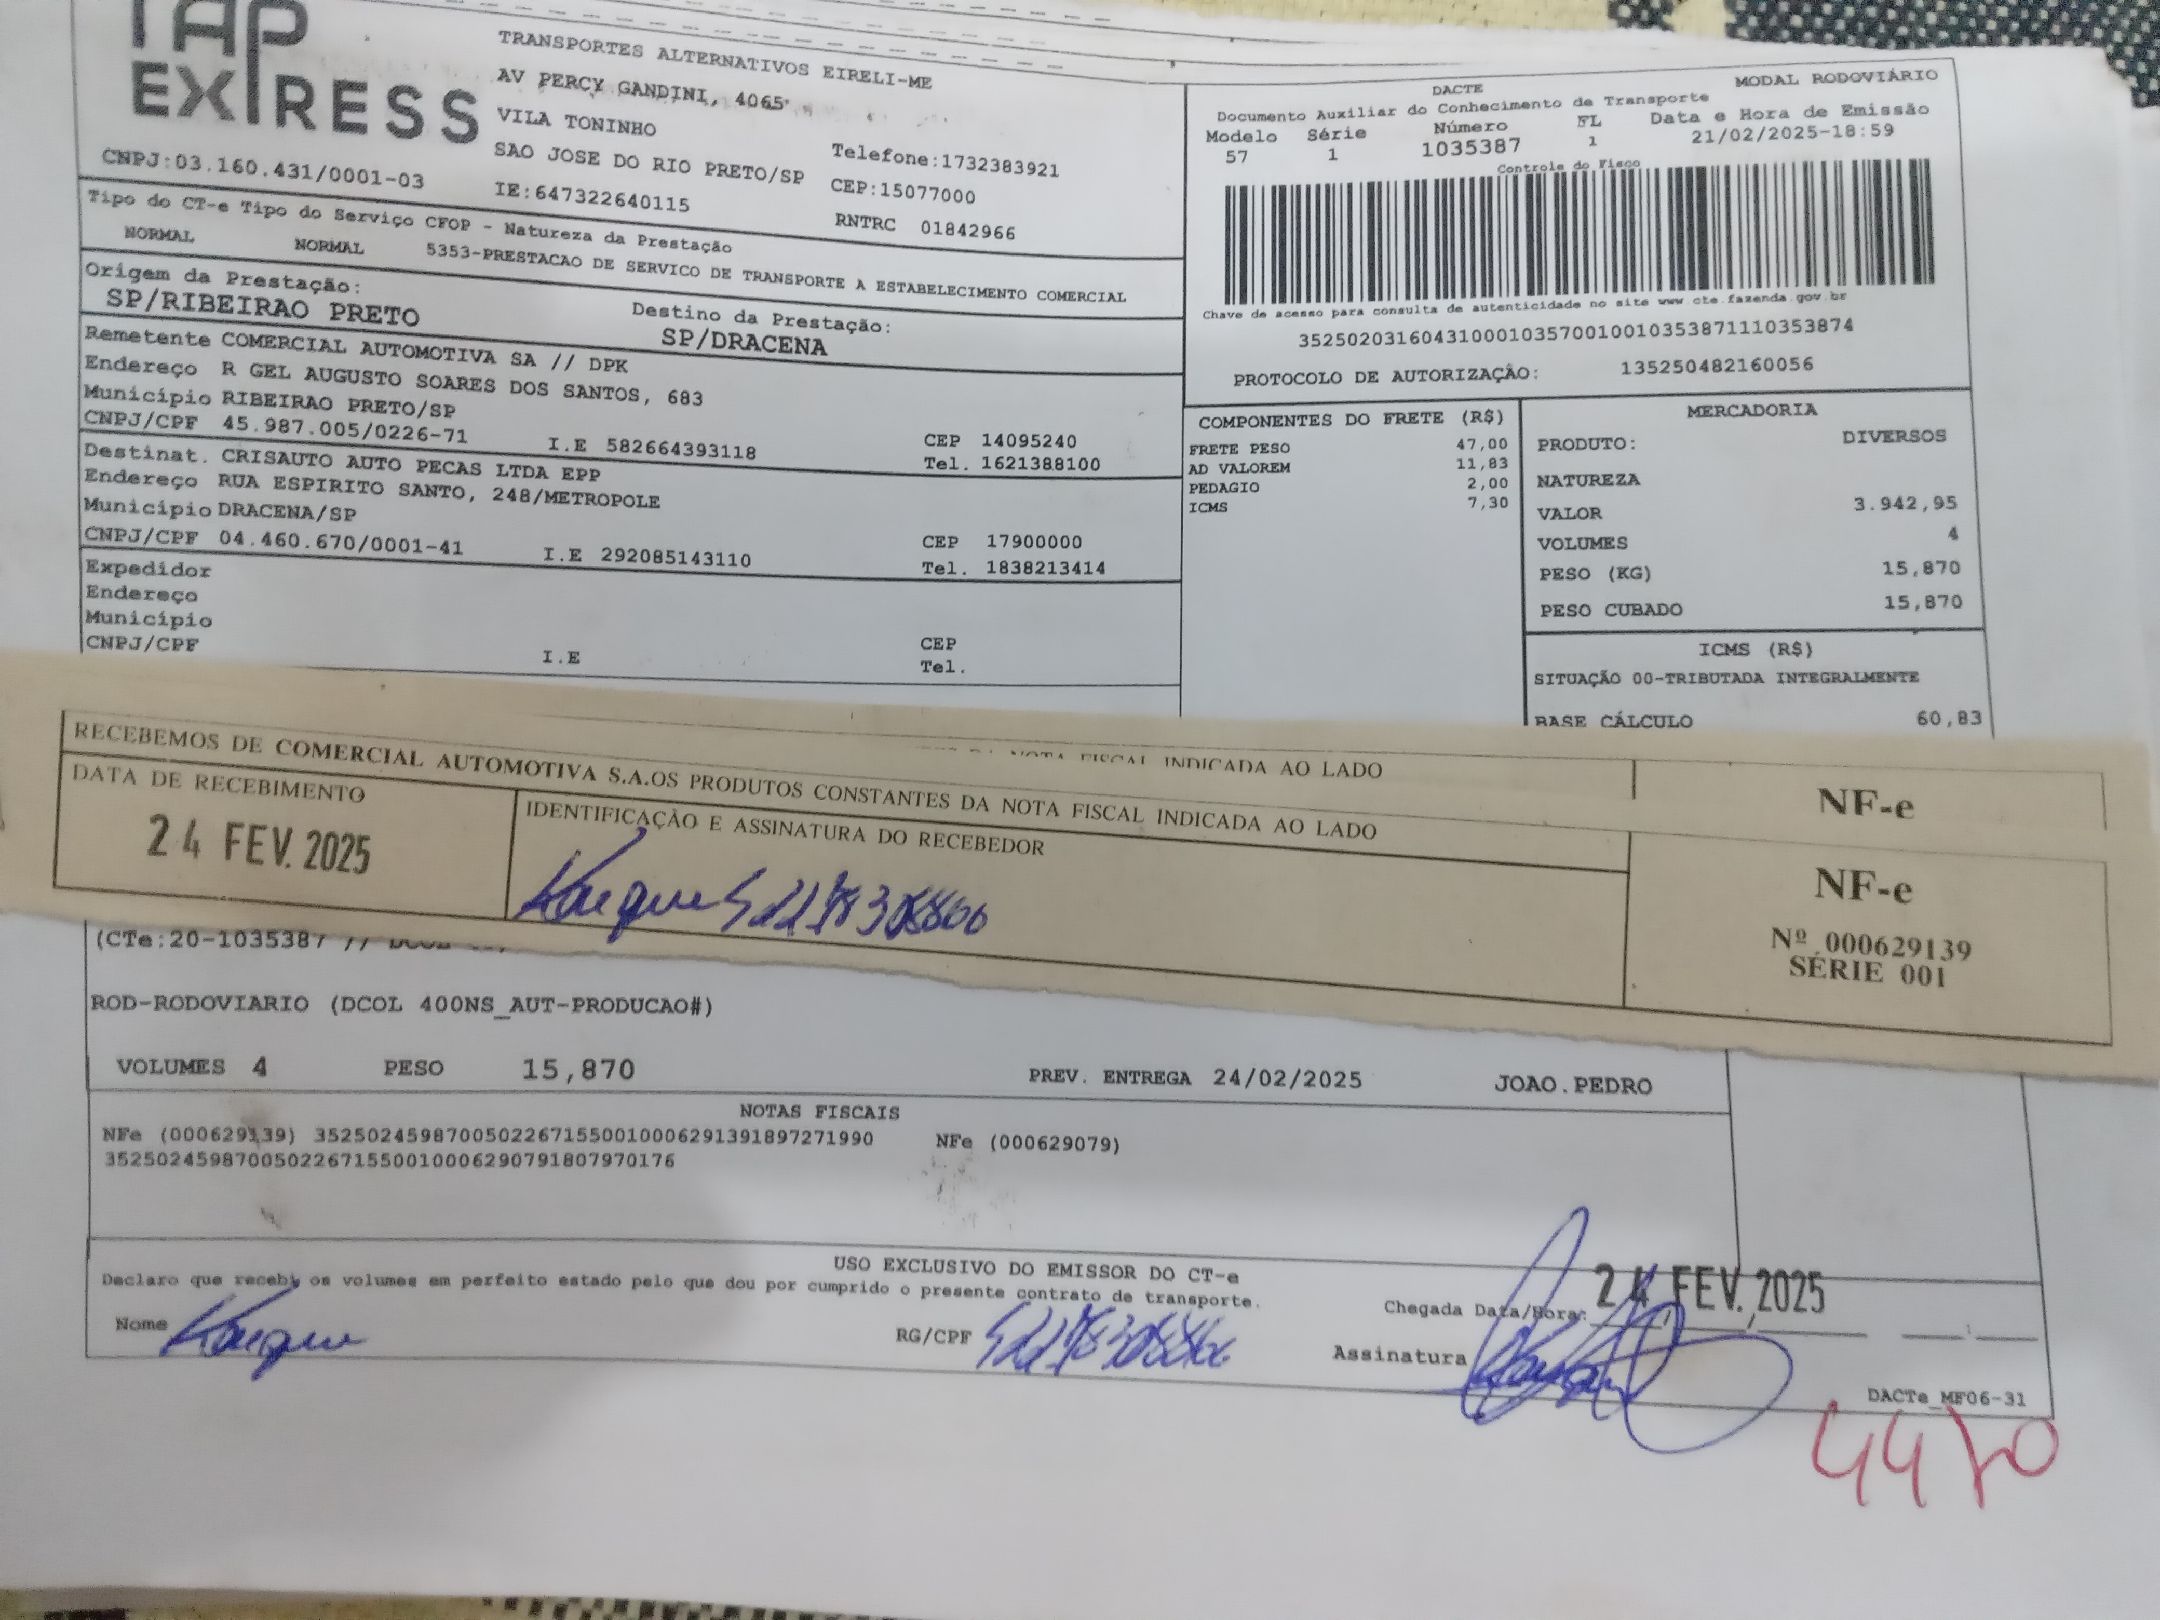 TAP
EXPRESS
CNPJ:03.160.431/0001-03
TRANSPORTES ALTERNATIVOS EIRELI-ME
AV PERCY GANDINI, 4065
VILA TONINHO
SAO JOSE DO RIO PRETO/SP
IE:647322640115
Telefone:1732383921
CEP:15077000
RNTRC 01842966
DACTE
MODAL RODOVIÁRIO
Documento Auxiliar do Conhecimento de Transporte
Modelo Série Número FL Data e Hora de Emissão
57 1 1035387 1 21/02/2025-18:59
Controle do Fisco
Chave de acesso para consulta de autenticidade no site www cte.fazenda.gov.br
35250203160431000103570010010353871110353874
PROTOCOLO DE AUTORIZAÇÃO: 135250482160056
Tipo do CT-e Tipo do Serviço CFOP - Natureza da Prestação
NORMAL NORMAL 5353-PRESTACAO DE SERVICO DE TRANSPORTE A ESTABELECIMENTO COMERCIAL
Origem da Prestação:
SP/RIBEIRAO PRETO
Destino da Prestação:
SP/DRACENA
Remetente COMERCIAL AUTOMOTIVA SA // DPK
Endereço R GEL AUGUSTO SOARES DOS SANTOS, 683
Município RIBEIRAO PRETO/SP CEP 14095240
CNPJ/CPF 45.987.005/0226-71 I.E 582664393118 Tel. 1621388100
Destinat. CRISAUTO AUTO PECAS LTDA EPP
Endereço RUA ESPIRITO SANTO, 248/METROPOLE
Município DRACENA/SP CEP 17900000
CNPJ/CPF 04.460.670/0001-41 I.E 292085143110 Tel. 1838213414
Expedidor
Endereço
Município CEP
CNPJ/CPF I.E Tel.
COMPONENTES DO FRETE (R$)
FRETE PESO 47,00
AD VALOREM 11,83
PEDAGIO 2,00
ICMS 7,30
MERCADORIA
PRODUTO: DIVERSOS
NATUREZA
VALOR 3.942,95
VOLUMES 4
PESO (KG) 15,870
PESO CUBADO 15,870
ICMS (R$)
SITUAÇÃO 00-TRIBUTADA INTEGRALMENTE
BASE CÁLCULO 60,83
NOTA FISCAL INDICADA AO LADO
NF-e
RECEBEMOS DE COMERCIAL AUTOMOTIVA S.A.OS PRODUTOS CONSTANTES DA NOTA FISCAL INDICADA AO LADO
DATA DE RECEBIMENTO
24 FEV. 2025
IDENTIFICAÇÃO E ASSINATURA DO RECEBEDOR
NF-e
Nº 000629139
SÉRIE 001
(CTe:20-1035387 // DCOL
ROD-RODOVIARIO (DCOL 400NS_AUT-PRODUCAO#)
VOLUMES 4 PESO 15,870 PREV. ENTREGA 24/02/2025 JOAO.PEDRO
NOTAS FISCAIS
NFe (000629139) 35250245987005022671550010006291391897271990 NFe (000629079)
35250245987005022671550010006290791807970176
USO EXCLUSIVO DO EMISSOR DO CT-e
Declaro que recebi os volumes em perfeito estado pelo que dou por cumprido o presente contrato de transporte.
Nome
RG/CPF
Chegada Data/Hora: 24 FEV. 2025
Assinatura
DACTe_MF06-31
4470